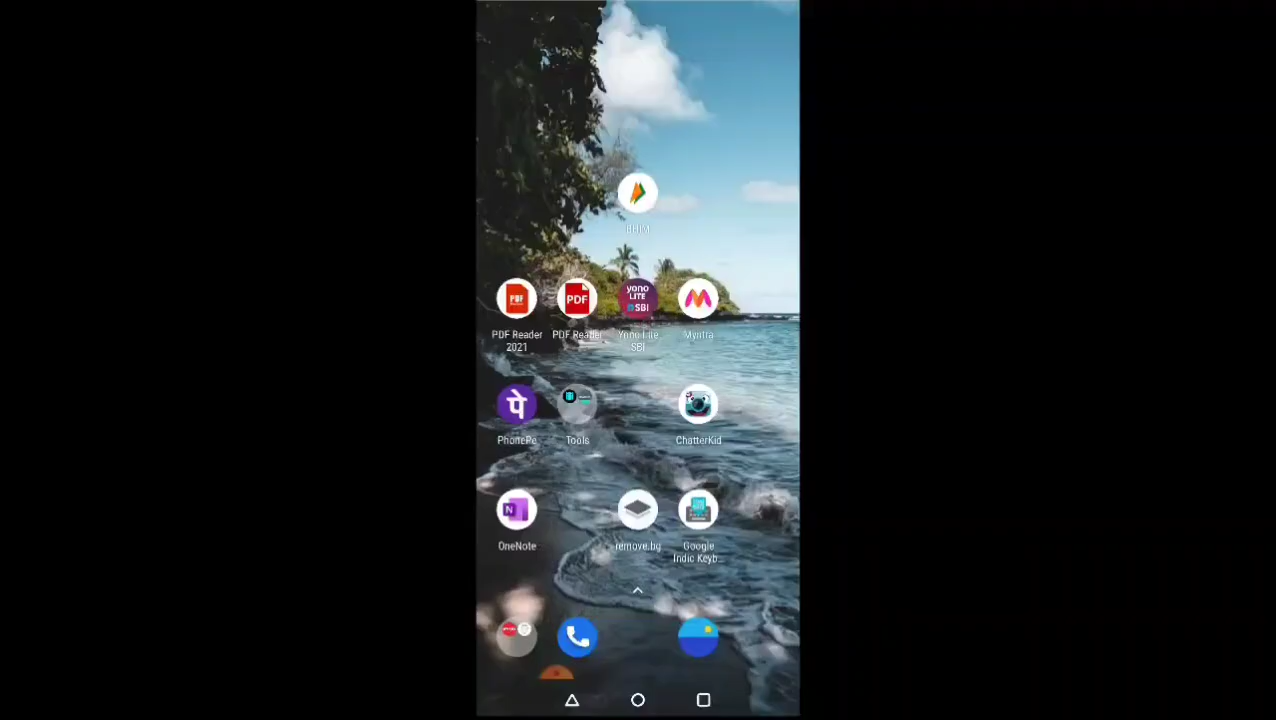 BHIM
PDF
PDF
yono
LITE
SBI
PDF Reader
2021
PDF Reader
Yono Lite
SBI
Myntra
पे
PhonePe
Tools
ChatterKid
N
OneNote
remove.bg
Google
Indic Keyb..